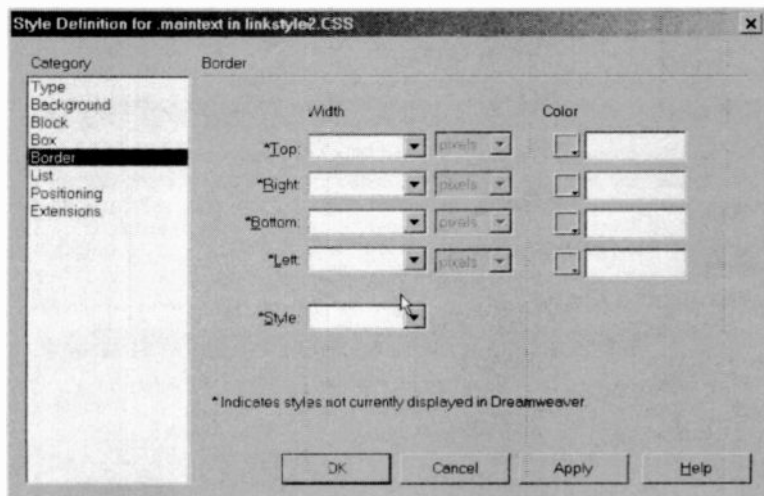 Style Definition for .maintext in linkstyle2.CSS
Category
Type
Background
Block
Box
Border
List
Positioning
Extensions
Border
Width Color
*Top: pixels
*Right: pixels
*Bottom: pixels
*Left: pixels
*Style:
* Indicates styles not currently displayed in Dreamweaver.
OK Cancel Apply Help